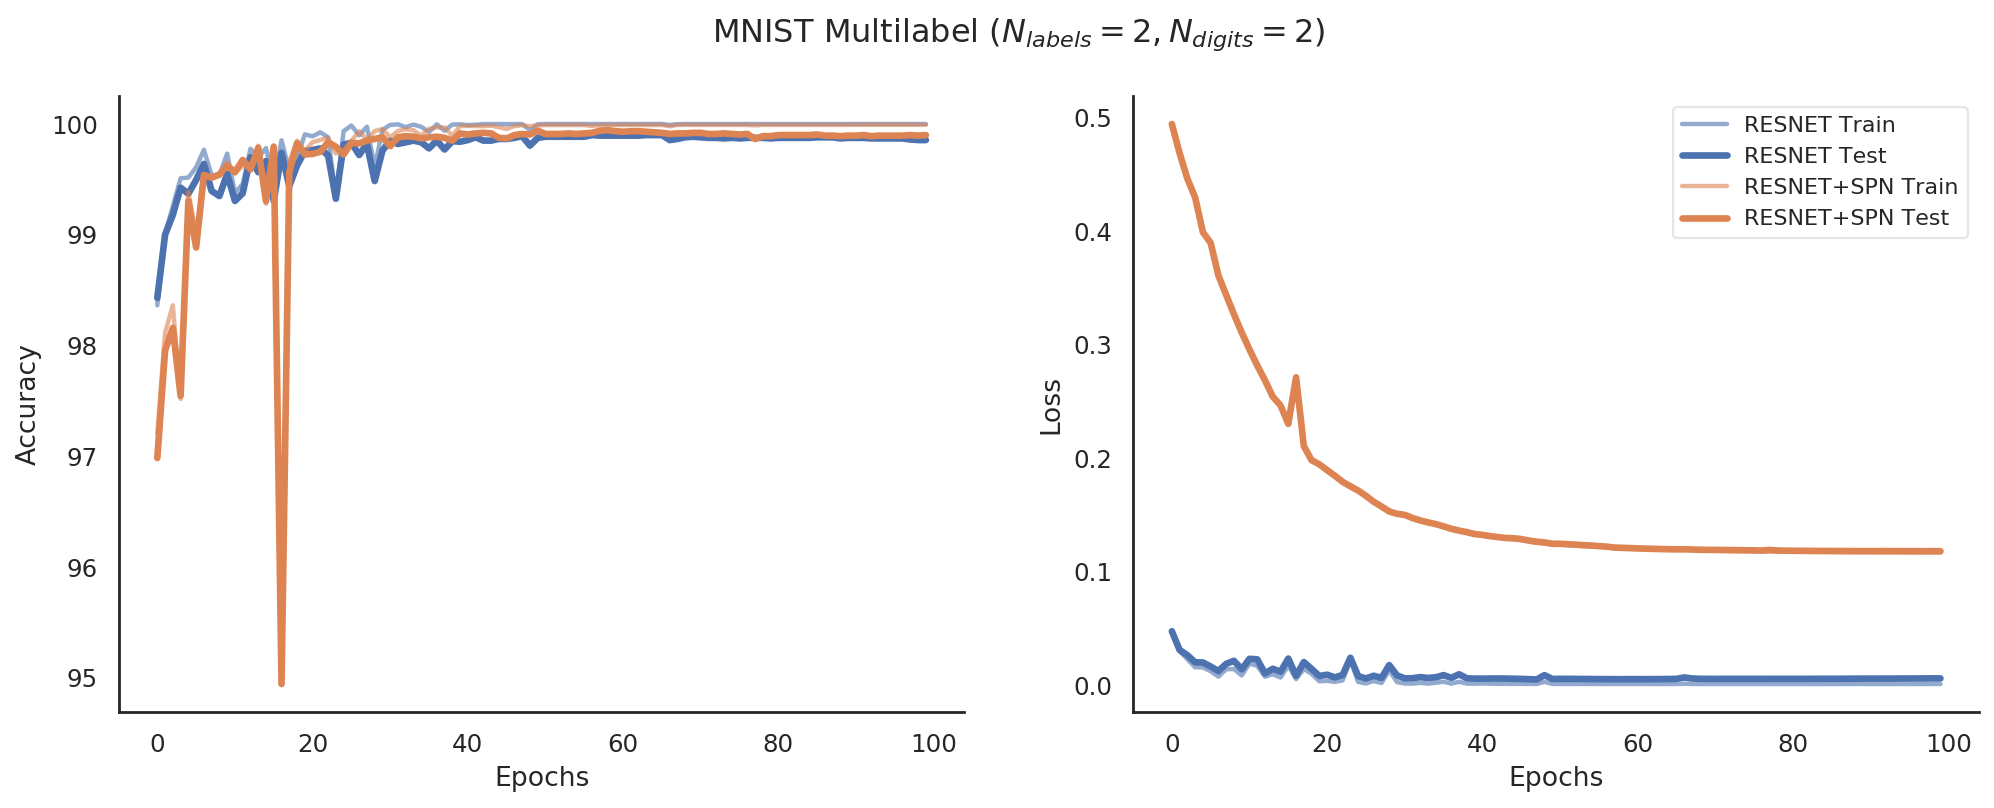 MNIST Multilabel (N_labels = 2, N_digits = 2)
Accuracy
100
99
98
97
96
95
0 20 40 60 80 100
Epochs
Loss
0.5
0.4
0.3
0.2
0.1
0.0
0 20 40 60 80 100
Epochs
RESNET Train
RESNET Test
RESNET+SPN Train
RESNET+SPN Test